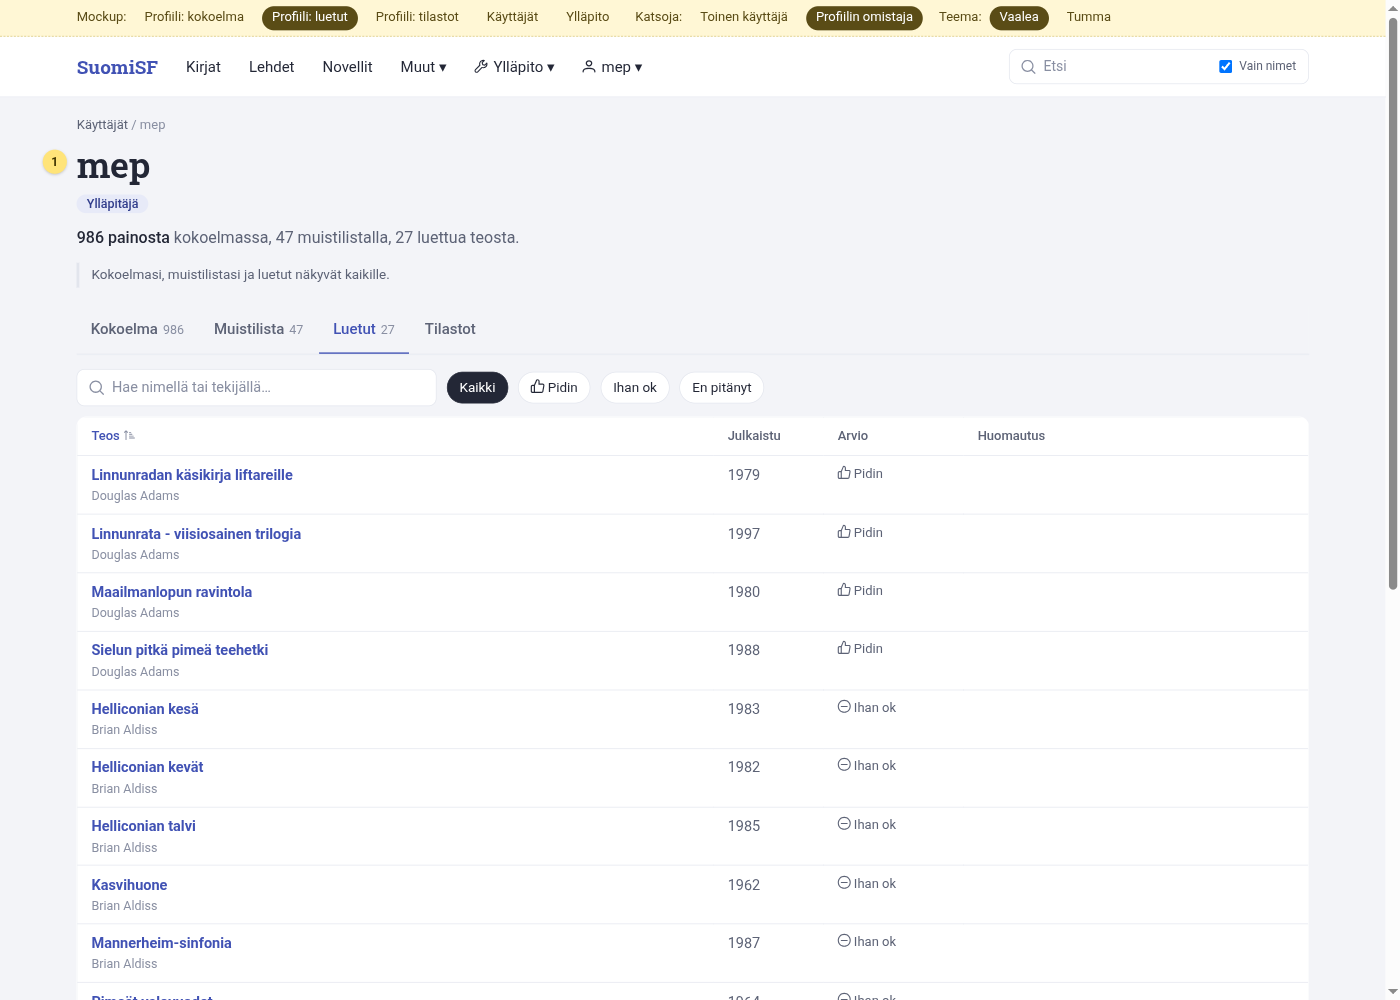 Mockup: Profiili: kokoelma Profiili: luetut Profiili: tilastot Käyttäjät Ylläpito Katsoja: Toinen käyttäjä Profiilin omistaja Teema: Vaalea Tumma
SuomiSF Kirjat Lehdet Novellit Muut ▾ Ylläpito ▾ mep ▾ Etsi Vain nimet
Käyttäjät / mep
1 mep
Ylläpitäjä
986 painosta kokoelmassa, 47 muistilistalla, 27 luettua teosta.
Kokoelmasi, muistilistasi ja luetut näkyvät kaikille.
Kokoelma 986 Muistilista 47 Luetut 27 Tilastot
Hae nimellä tai tekijällä... Kaikki Pidin Ihan ok En pitänyt
Teos Julkaistu Arvio Huomautus
Linnunradan käsikirja liftareille 1979 Pidin
Douglas Adams
Linnunrata - viisiosainen trilogia 1997 Pidin
Douglas Adams
Maailmanlopun ravintola 1980 Pidin
Douglas Adams
Sielun pitkä pimeä teehetki 1988 Pidin
Douglas Adams
Helliconian kesä 1983 Ihan ok
Brian Aldiss
Helliconian kevät 1982 Ihan ok
Brian Aldiss
Helliconian talvi 1985 Ihan ok
Brian Aldiss
Kasvihuone 1962 Ihan ok
Brian Aldiss
Mannerheim-sinfonia 1987 Ihan ok
Brian Aldiss
1964 Ihan ok